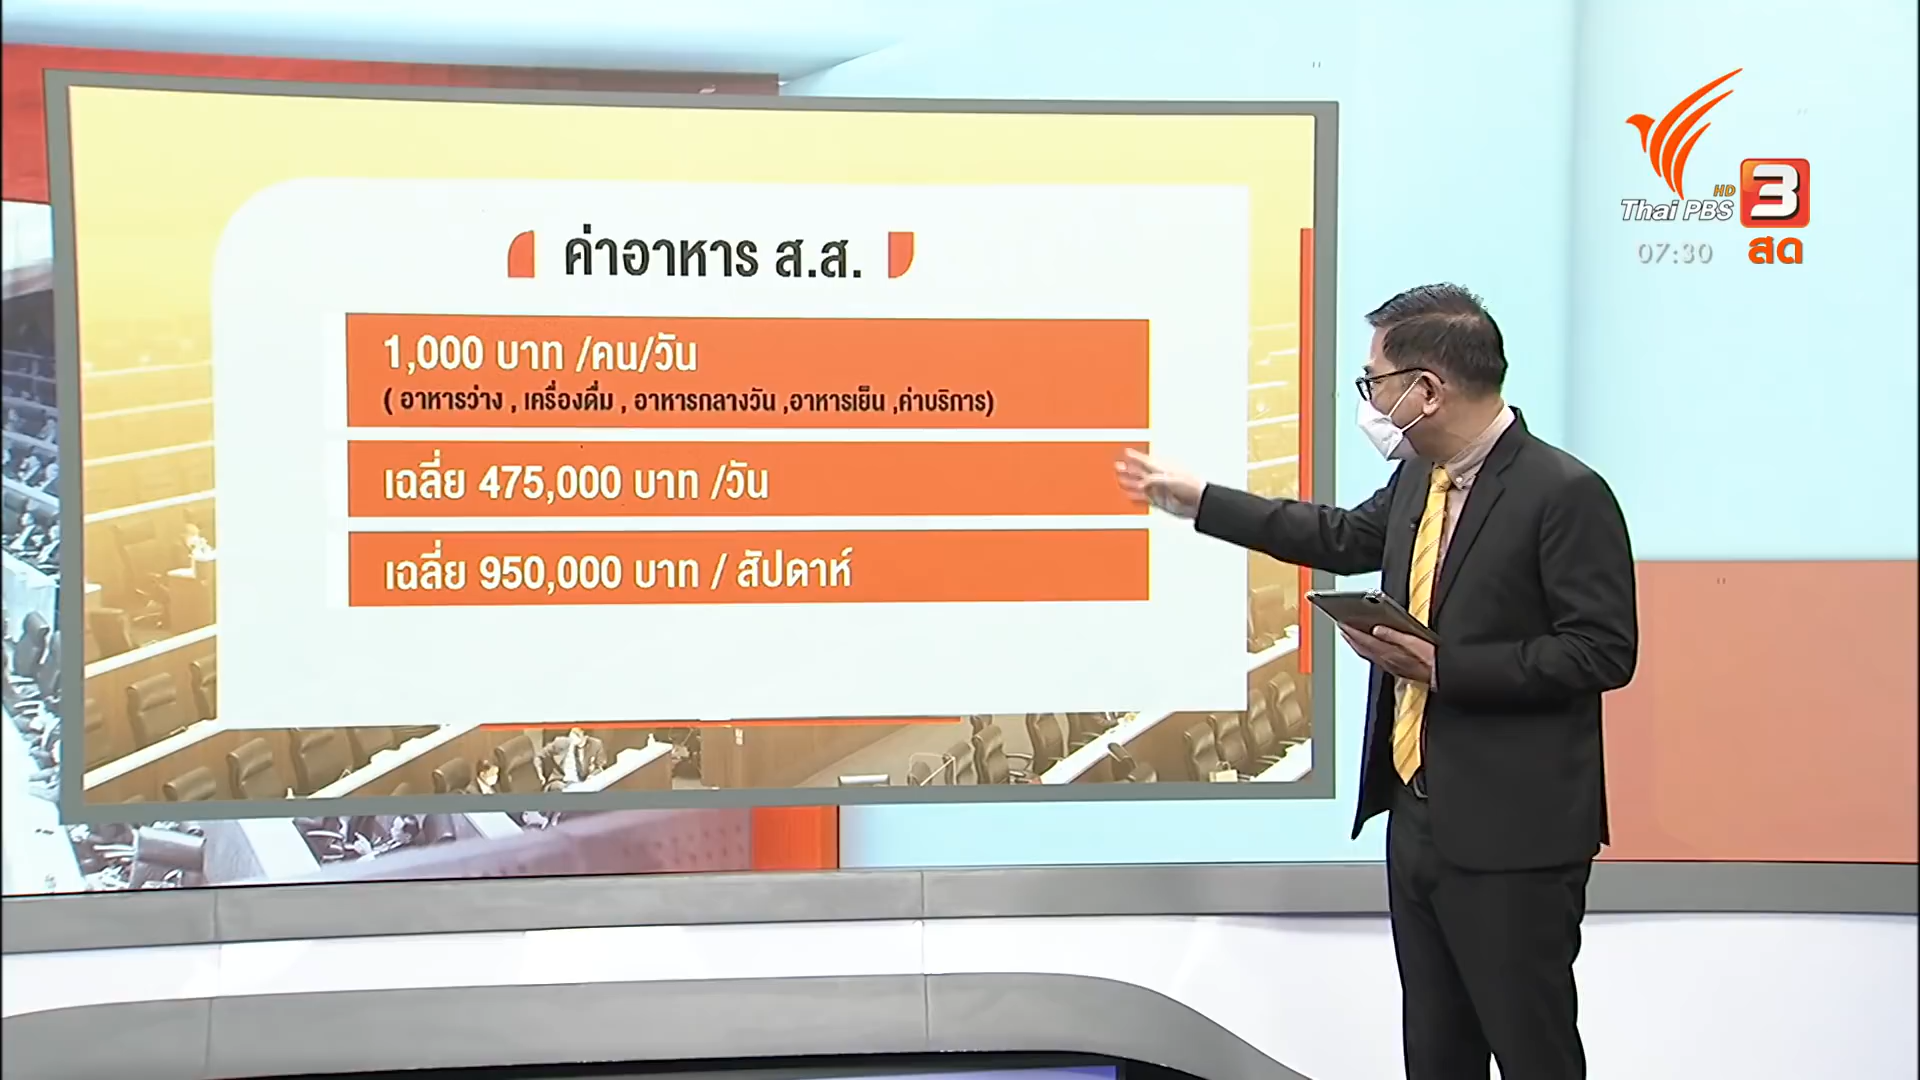 ค่าอาหาร ส.ส.
1,000 บาท /คน/วัน
( อาหารว่าง , เครื่องดื่ม , อาหารกลางวัน ,อาหารเย็น ,ค่าบริการ)
เฉลี่ย 475,000 บาท /วัน
เฉลี่ย 950,000 บาท / สัปดาห์
HD
Thai PBS 3
07:30 สด